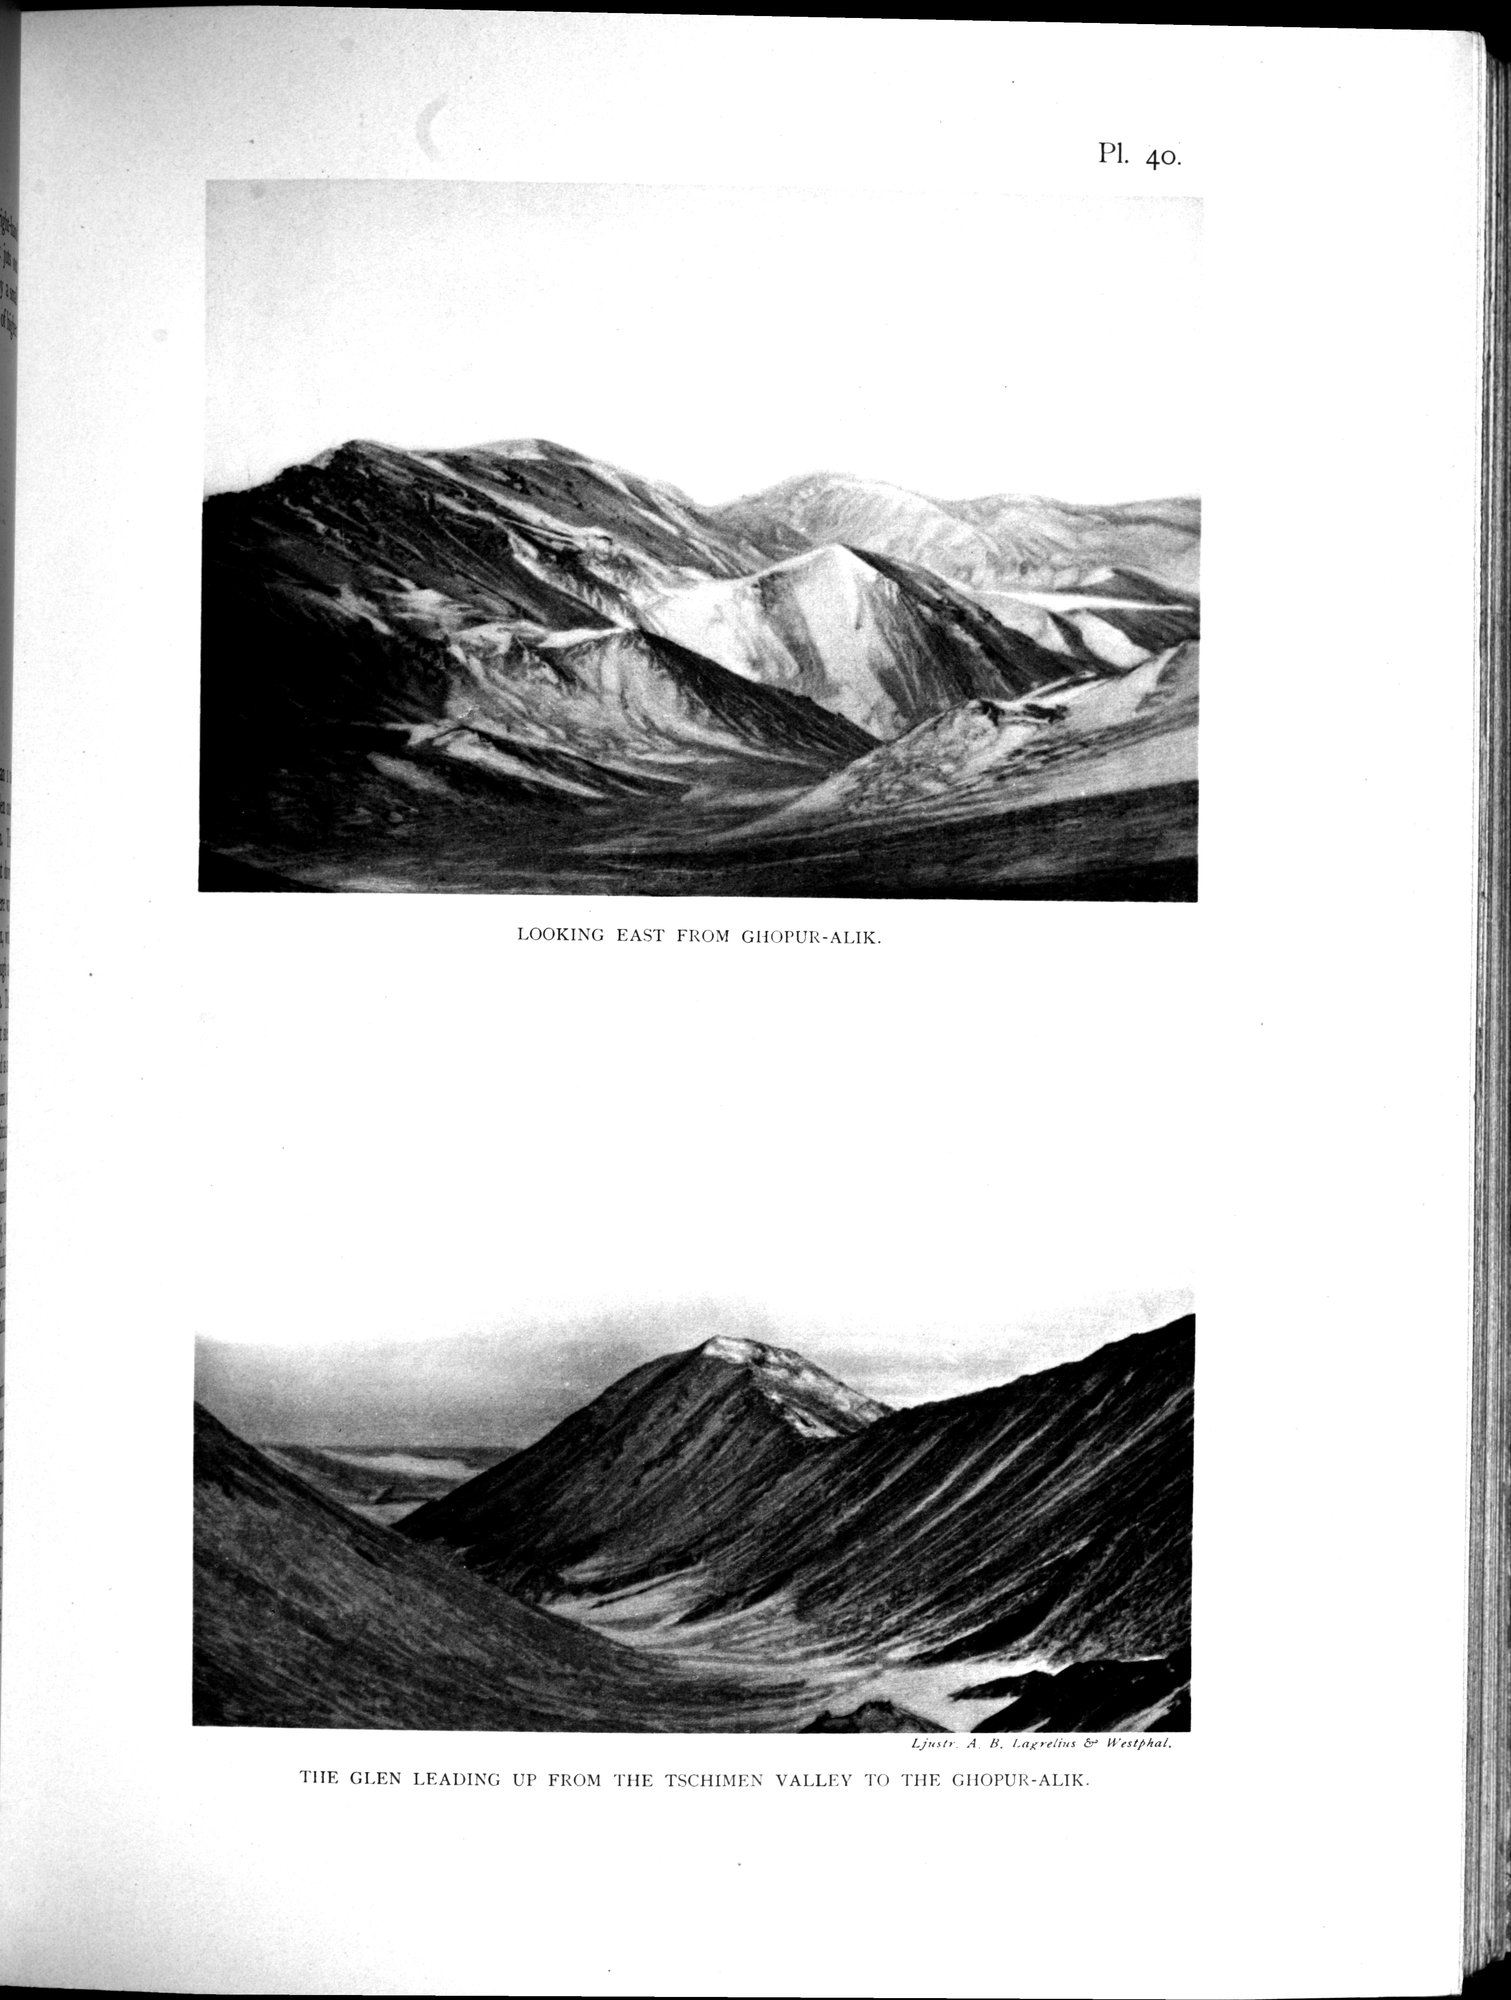 Pl. 40.
LOOKING EAST FROM GHOPUR-ALIK.
Ljustr. A. B. Lagrelius & Westphal.
THE GLEN LEADING UP FROM THE TSCHIMEN VALLEY TO THE GHOPUR-ALIK.